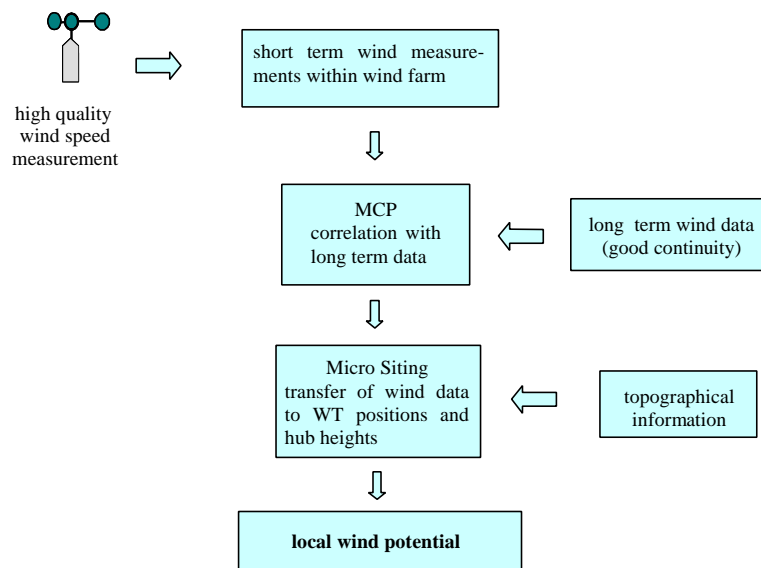 short term wind measure-
ments within wind farm
high quality
wind speed
measurement
MCP
correlation with
long term data
long term wind data
(good continuity)
Micro Siting
transfer of wind data
to WT positions and
hub heights
topographical
information
local wind potential